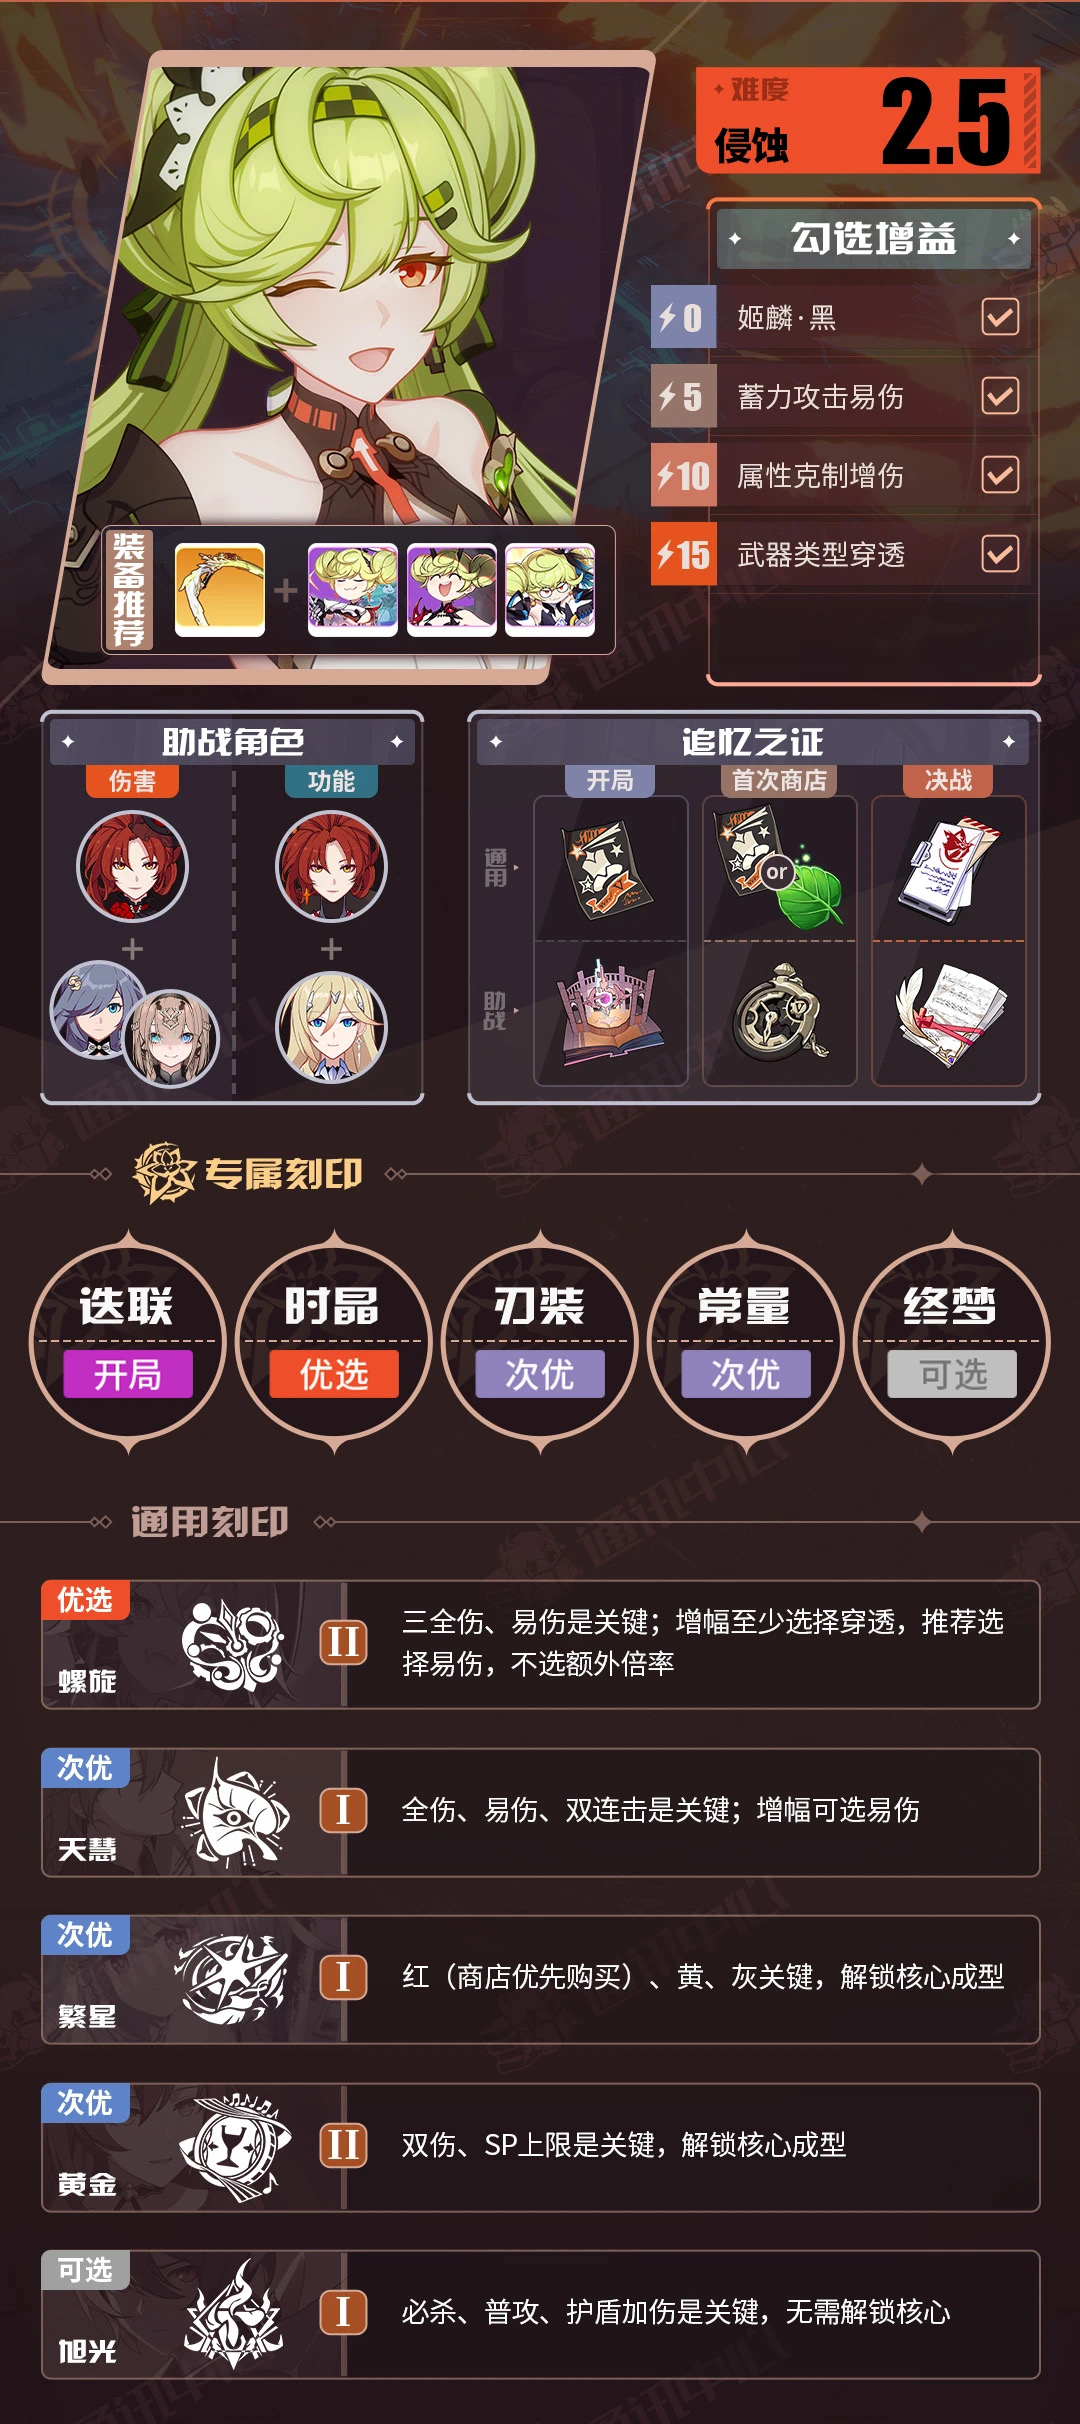 难度
侵蚀
2.5
勾选增益
0
姬麟·黑
5
蓄力攻击易伤
10
属性克制增伤
15
武器类型穿透
装备推荐
助战角色
伤害
功能
追忆之证
开局
首次商店
决战
通用
or
助战
专属刻印
迭联
时晶
刃装
常量
终梦
开局
优选
次优
次优
可选
通用刻印
优选
螺旋
II
三全伤、易伤是关键；增幅至少选择穿透，推荐选
择易伤，不选额外倍率
次优
天慧
I
全伤、易伤、双连击是关键；增幅可选易伤
次优
繁星
I
红（商店优先购买）、黄、灰关键，解锁核心成型
次优
黄金
II
双伤、SP上限是关键，解锁核心成型
可选
旭光
I
必杀、普攻、护盾加伤是关键，无需解锁核心
通讯中心